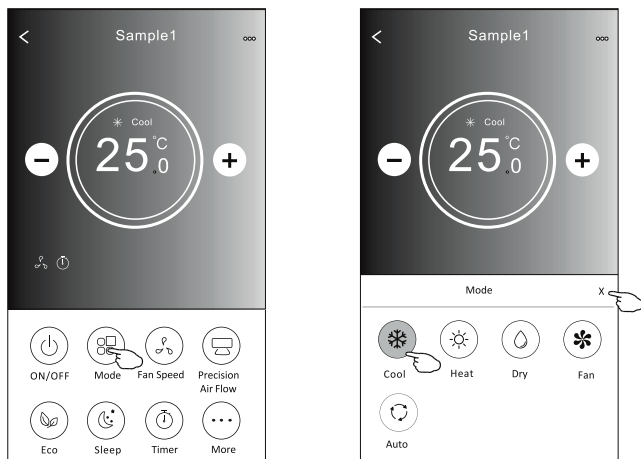 Sample1
Cool
25.0°C
ON/OFF Mode Fan Speed Precision Air Flow
Eco Sleep Timer More
Sample1
Cool
25.0°C
Mode X
Cool Heat Dry Fan
Auto